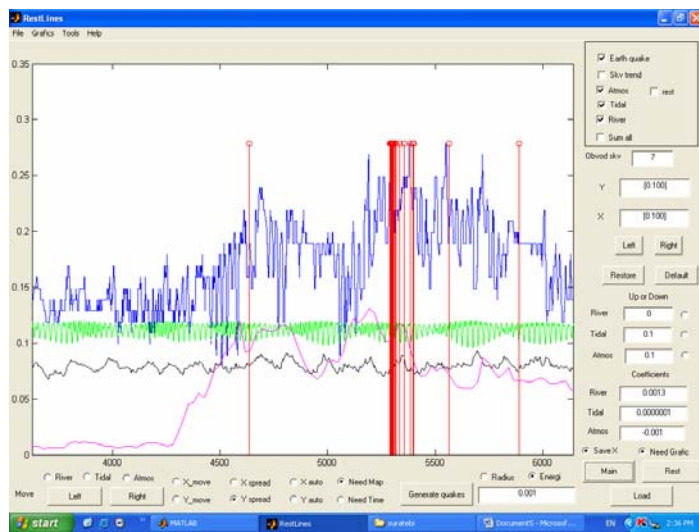 RestLines
File Grafics Tools Help
Earth quake
Skv trend
Atmos rest
Tidal
River
Sum all
Obvod skv 7
Y [0 100]
X [0 100]
Left Right
Restore Default
Up or Down
River 0
Tidal 0.1
Atmos 0.1
Coefficients
River 0.0013
Tidal 0.0000001
Atmos -0.001
Save X Need Grafic
Main Rest
Load
0.35
0.3
0.25
0.2
0.15
0.1
0.05
0
4000 4500 5000 5500 6000
River Tidal Atmos X_move X spread X auto Need Map Radius Energi
Move Left Right Y_move Y spread Y auto Need Time Generate quakes 0.001
start MATLAB RestLines suratebi Document5 - Microsof... EN 2:36 PM